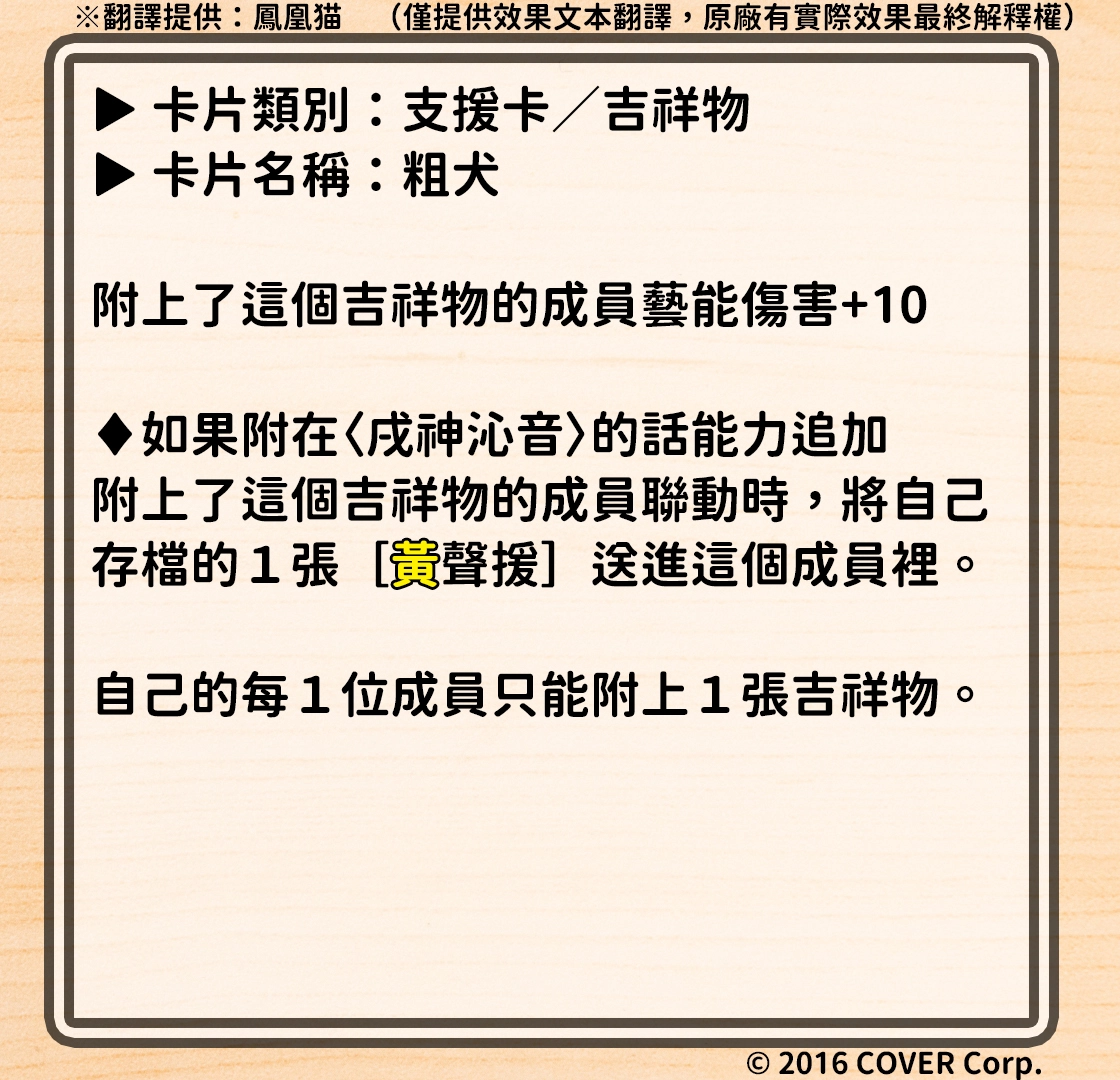 ※翻譯提供：鳳凰猫　（僅提供效果文本翻譯，原廠有實際效果最終解釋權）
▶ 卡片類別：支援卡／吉祥物
▶ 卡片名稱：粗犬
附上了這個吉祥物的成員藝能傷害+10
♦如果附在〈戌神沁音〉的話能力追加
附上了這個吉祥物的成員聯動時，將自己
存檔的１張［黃聲援］送進這個成員裡。
自己的每１位成員只能附上１張吉祥物。
© 2016 COVER Corp.